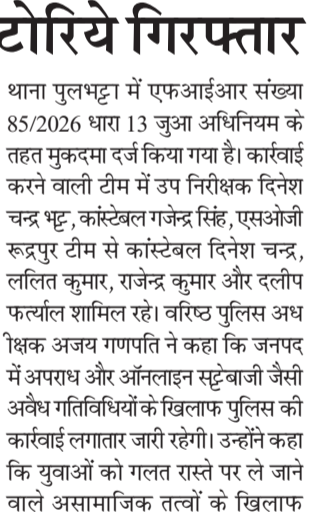 टोरिये गिरफ्तार
थाना पुलभट्टा में एफआईआर संख्या
85/2026 धारा 13 जुआ अधिनियम के
तहत मुकदमा दर्ज किया गया है। कार्रवाई
करने वाली टीम में उप निरीक्षक दिनेश
चन्द्र भट्ट, कांस्टेबल गजेन्द्र सिंह, एसओजी
रूद्रपुर टीम से कांस्टेबल दिनेश चन्द्र,
ललित कुमार, राजेन्द्र कुमार और दलीप
फर्त्याल शामिल रहे। वरिष्ठ पुलिस अध
ीक्षक अजय गणपति ने कहा कि जनपद
में अपराध और ऑनलाइन सट्टेबाजी जैसी
अवैध गतिविधियों के खिलाफ पुलिस की
कार्रवाई लगातार जारी रहेगी। उन्होंने कहा
कि युवाओं को गलत रास्ते पर ले जाने
वाले असामाजिक तत्वों के खिलाफ